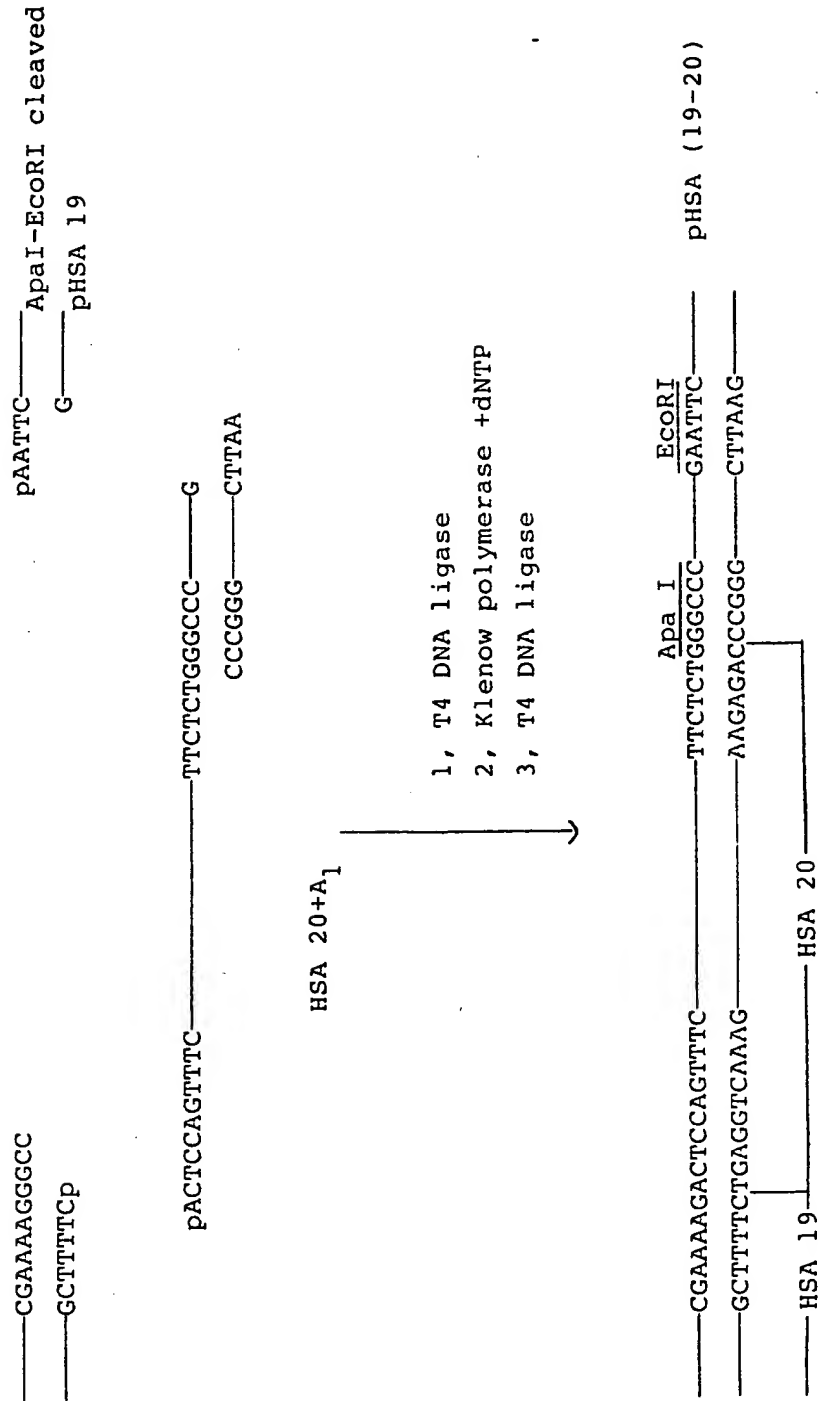 CGAAAAGGGCC pAATTC
ApaI-EcoRI cleaved
GCTTTTCp G
pHSA 19
pACTCCAGTTTC TTCTCTGGGCCC G
CCCGGG CTTAA
HSA 20+A1
1, T4 DNA ligase
2, Klenow polymerase +dNTP
3, T4 DNA ligase
Apa I EcoRI
CGAAAAGACTCCAGTTTC TTCTCTGGGCCC GAATTC
pHSA (19-20)
GCTTTTCTGAGGTCAAAG AAGAGACCCGGG CTTAAG
HSA 19 HSA 20